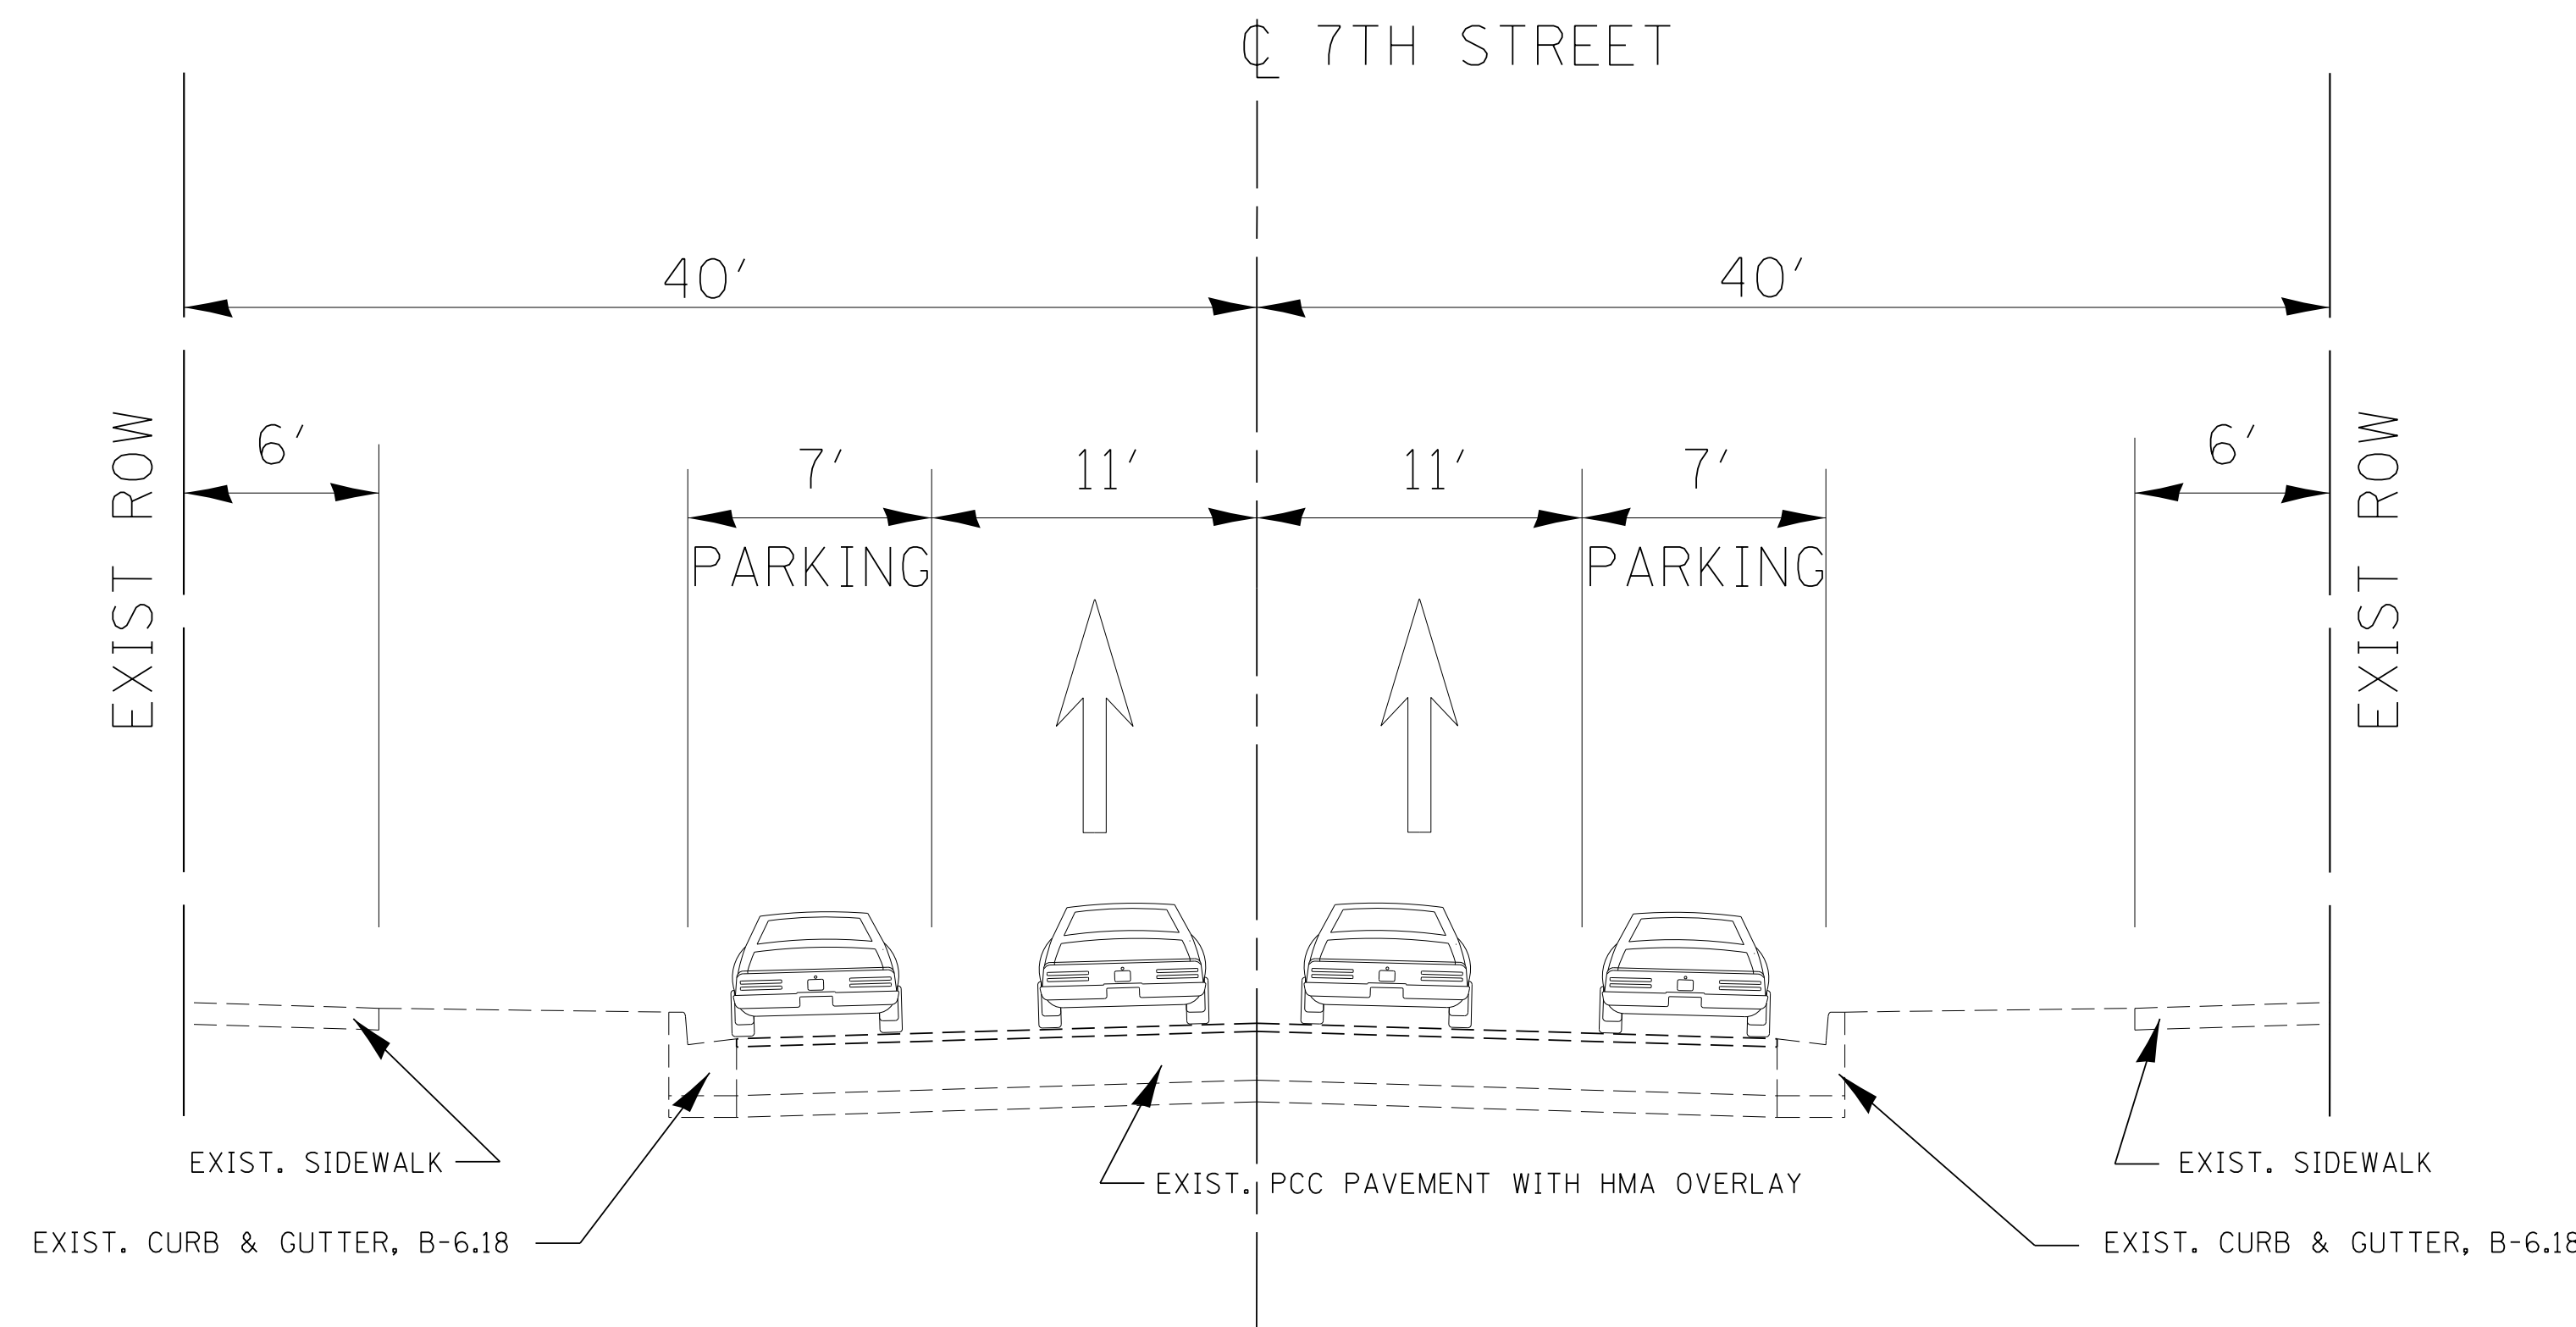 ℄ 7TH STREET
40' 40'
6' 6'
7' 11' 11' 7'
PARKING PARKING
EXIST ROW
EXIST ROW
EXIST. SIDEWALK
EXIST. PCC PAVEMENT WITH HMA OVERLAY
EXIST. SIDEWALK
EXIST. CURB & GUTTER, B-6.18
EXIST. CURB & GUTTER, B-6.18